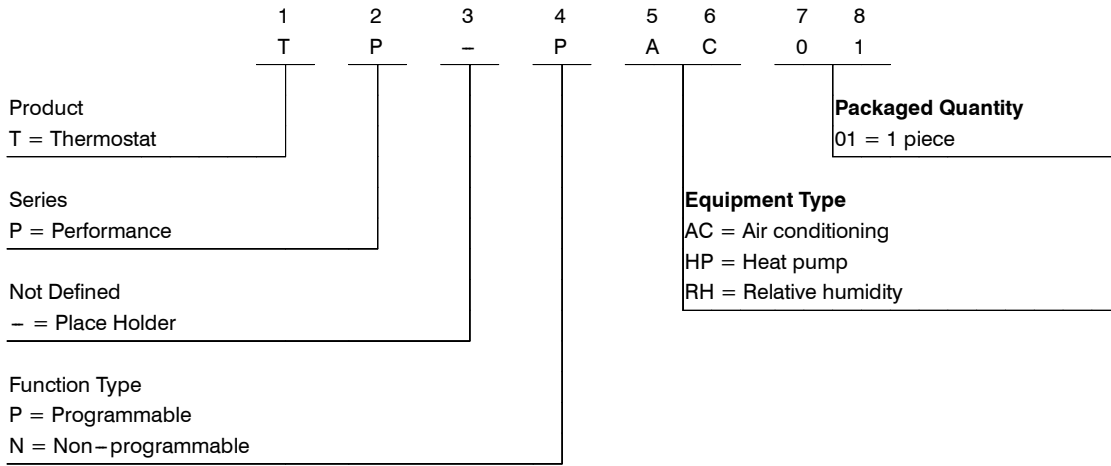 1 2 3 4 5 6 7 8
T P – P A C 0 1
Product
T = Thermostat
Packaged Quantity
01 = 1 piece
Series
P = Performance
Equipment Type
AC = Air conditioning
HP = Heat pump
RH = Relative humidity
Not Defined
– = Place Holder
Function Type
P = Programmable
N = Non–programmable